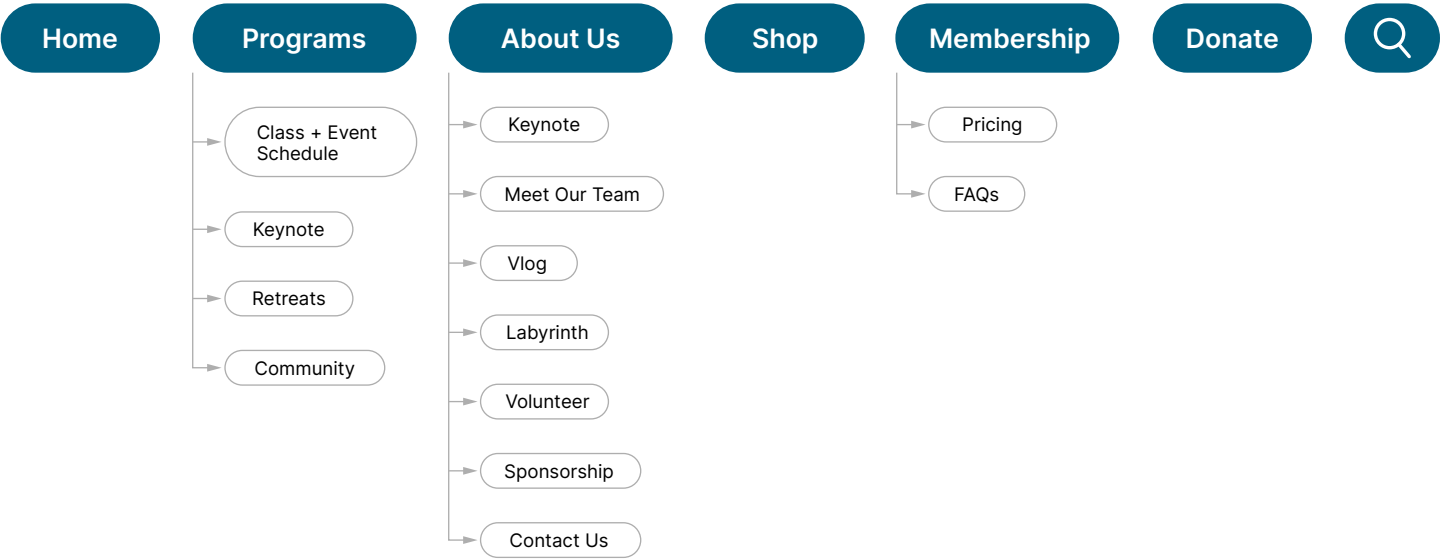 Home
Programs
About Us
Shop
Membership
Donate
Class + Event
Schedule
Keynote
Retreats
Community
Keynote
Meet Our Team
Vlog
Labyrinth
Volunteer
Sponsorship
Contact Us
Pricing
FAQs